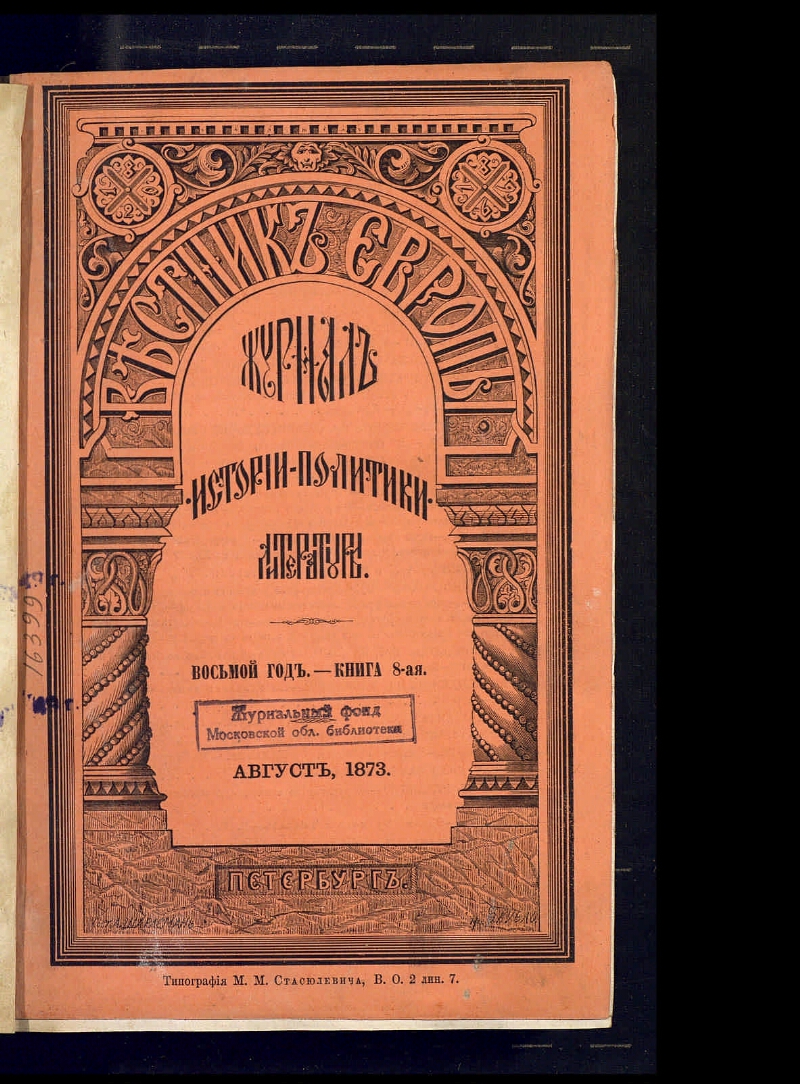 ВѢСТНИКЪ ЕВРОПЫ
ЖУРНАЛЪ
ИСТОРІИ-ПОЛИТИКИ
ЛИТЕРАТУРЫ.
ВОСЬМОЙ ГОДЪ. — КНИГА 8-ая.
Журнальный фонд
Московской обл. библиотеки
АВГУСТЪ, 1873.
ПЕТЕРБУРГЪ.
Типографія М. М. Стасюлевича, В. О. 2 лин. 7.
16399